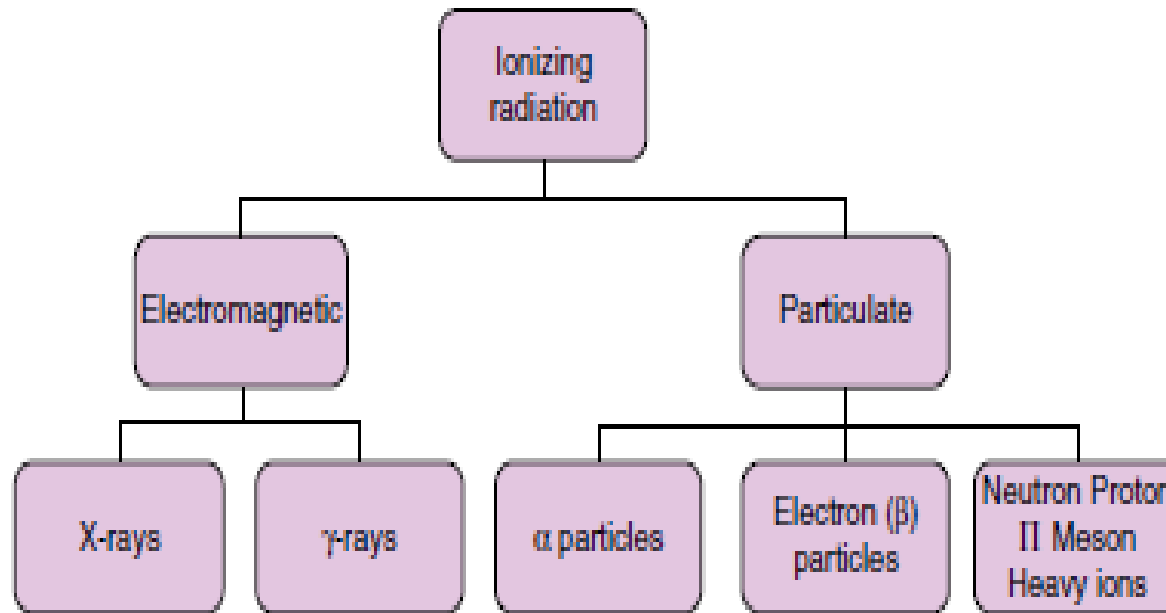 Ionizing
radiation
Electromagnetic
Particulate
X-rays
γ-rays
α particles
Electron (β)
particles
Neutron Proton
Π Meson
Heavy ions